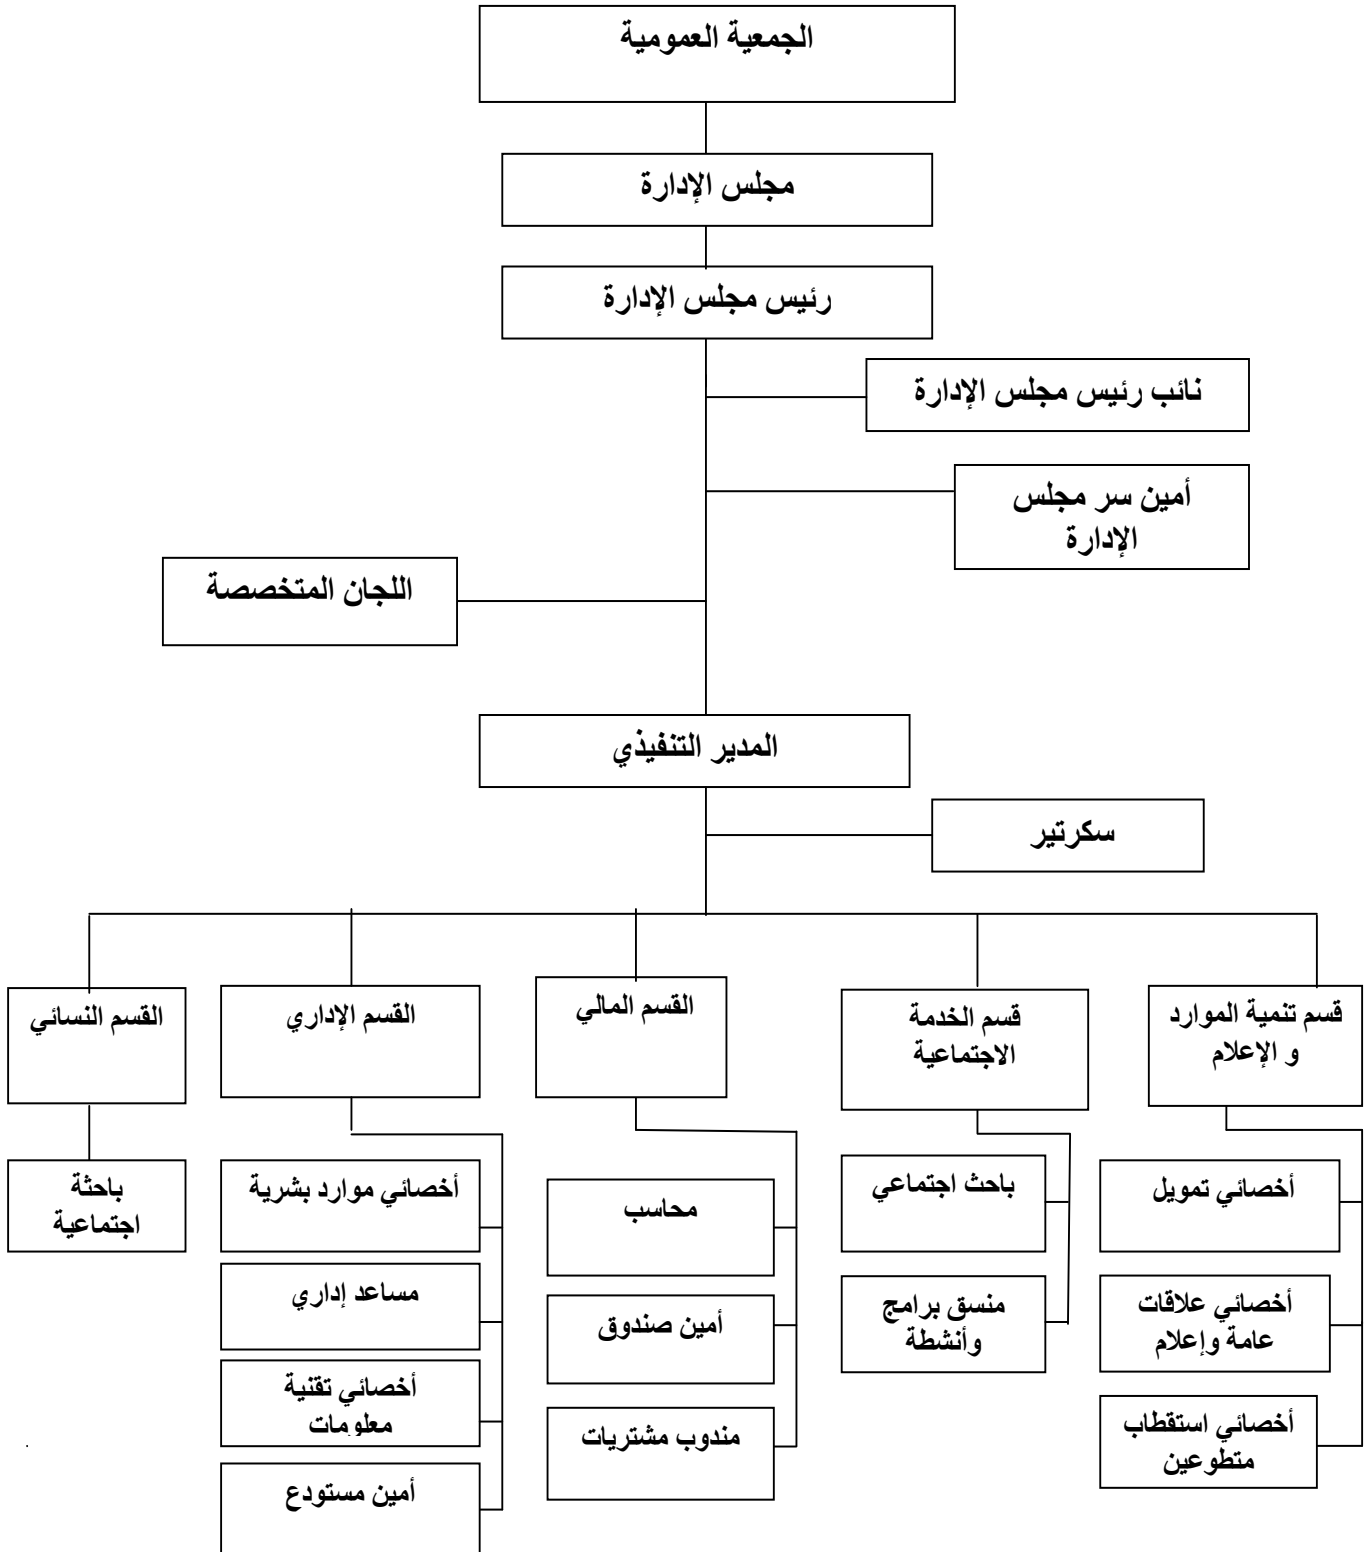 الجمعية العمومية
مجلس الإدارة
رئيس مجلس الإدارة
نائب رئيس مجلس الإدارة
أمين سر مجلس
الإدارة
اللجان المتخصصة
المدير التنفيذي
سكرتير
قسم تنمية الموارد
و الإعلام
أخصائي تمويل
أخصائي علاقات
عامة وإعلام
أخصائي استقطاب
متطوعين
قسم الخدمة
الاجتماعية
باحث اجتماعي
منسق برامج
وأنشطة
القسم المالي
محاسب
أمين صندوق
مندوب مشتريات
القسم الإداري
أخصائي موارد بشرية
مساعد إداري
أخصائي تقنية
معلومات
أمين مستودع
القسم النسائي
باحثة
اجتماعية